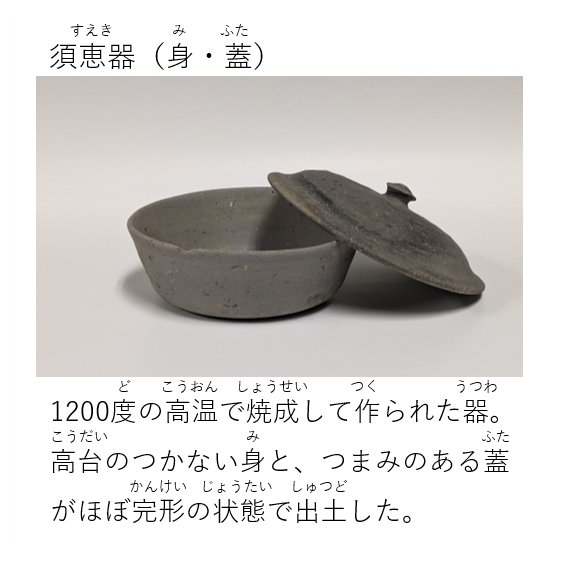 すえき み ふた
須恵器（身・蓋）
ど こうおん しょうせい つく うつわ
1200度の高温で焼成して作られた器。
こうだい み ふた
高台のつかない身と、つまみのある蓋
かんけい じょうたい しゅつど
がほぼ完形の状態で出土した。